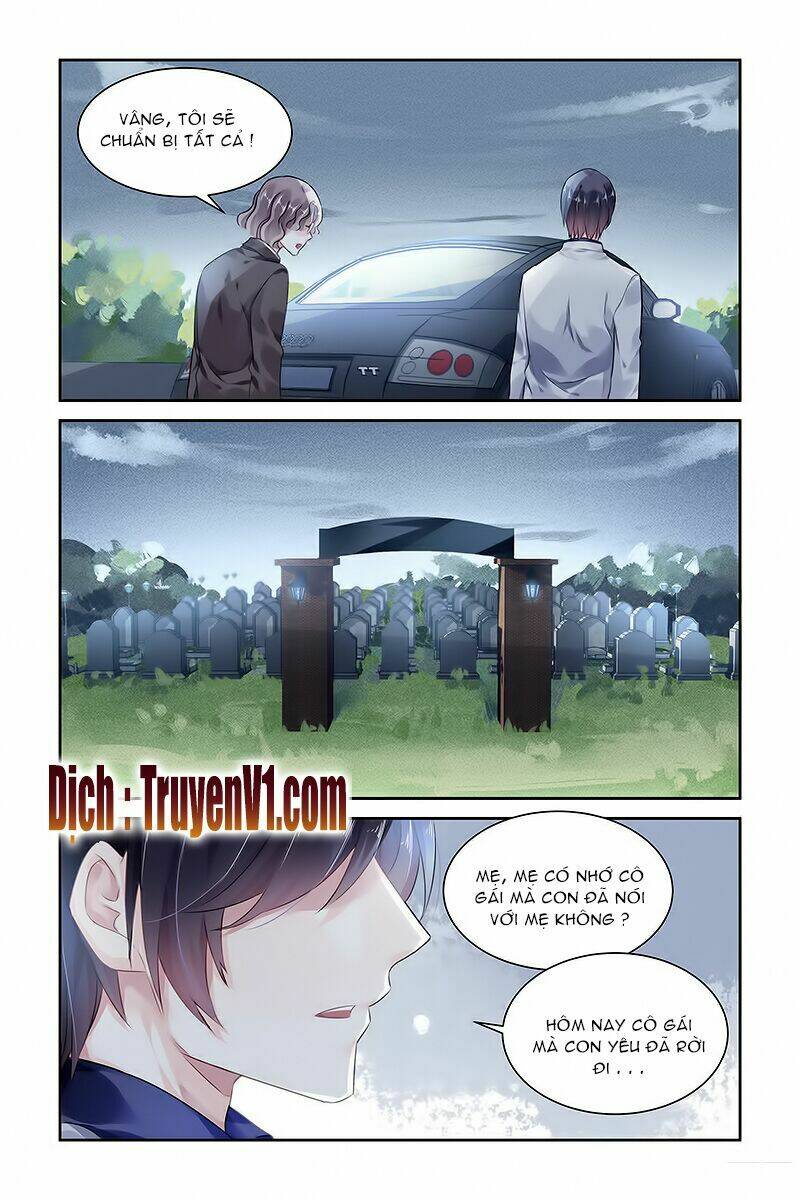 VÂNG, TÔI SẼ
CHUẨN BỊ TẤT CẢ !
TT
Dịch : TruyenV1.com
MẸ, MẸ CÓ NHỚ CÔ
GÁI MÀ CON ĐÃ NÓI
VỚI MẸ KHÔNG ?
HÔM NAY CÔ GÁI
MÀ CON YÊU ĐÃ RỜI
ĐI . . .